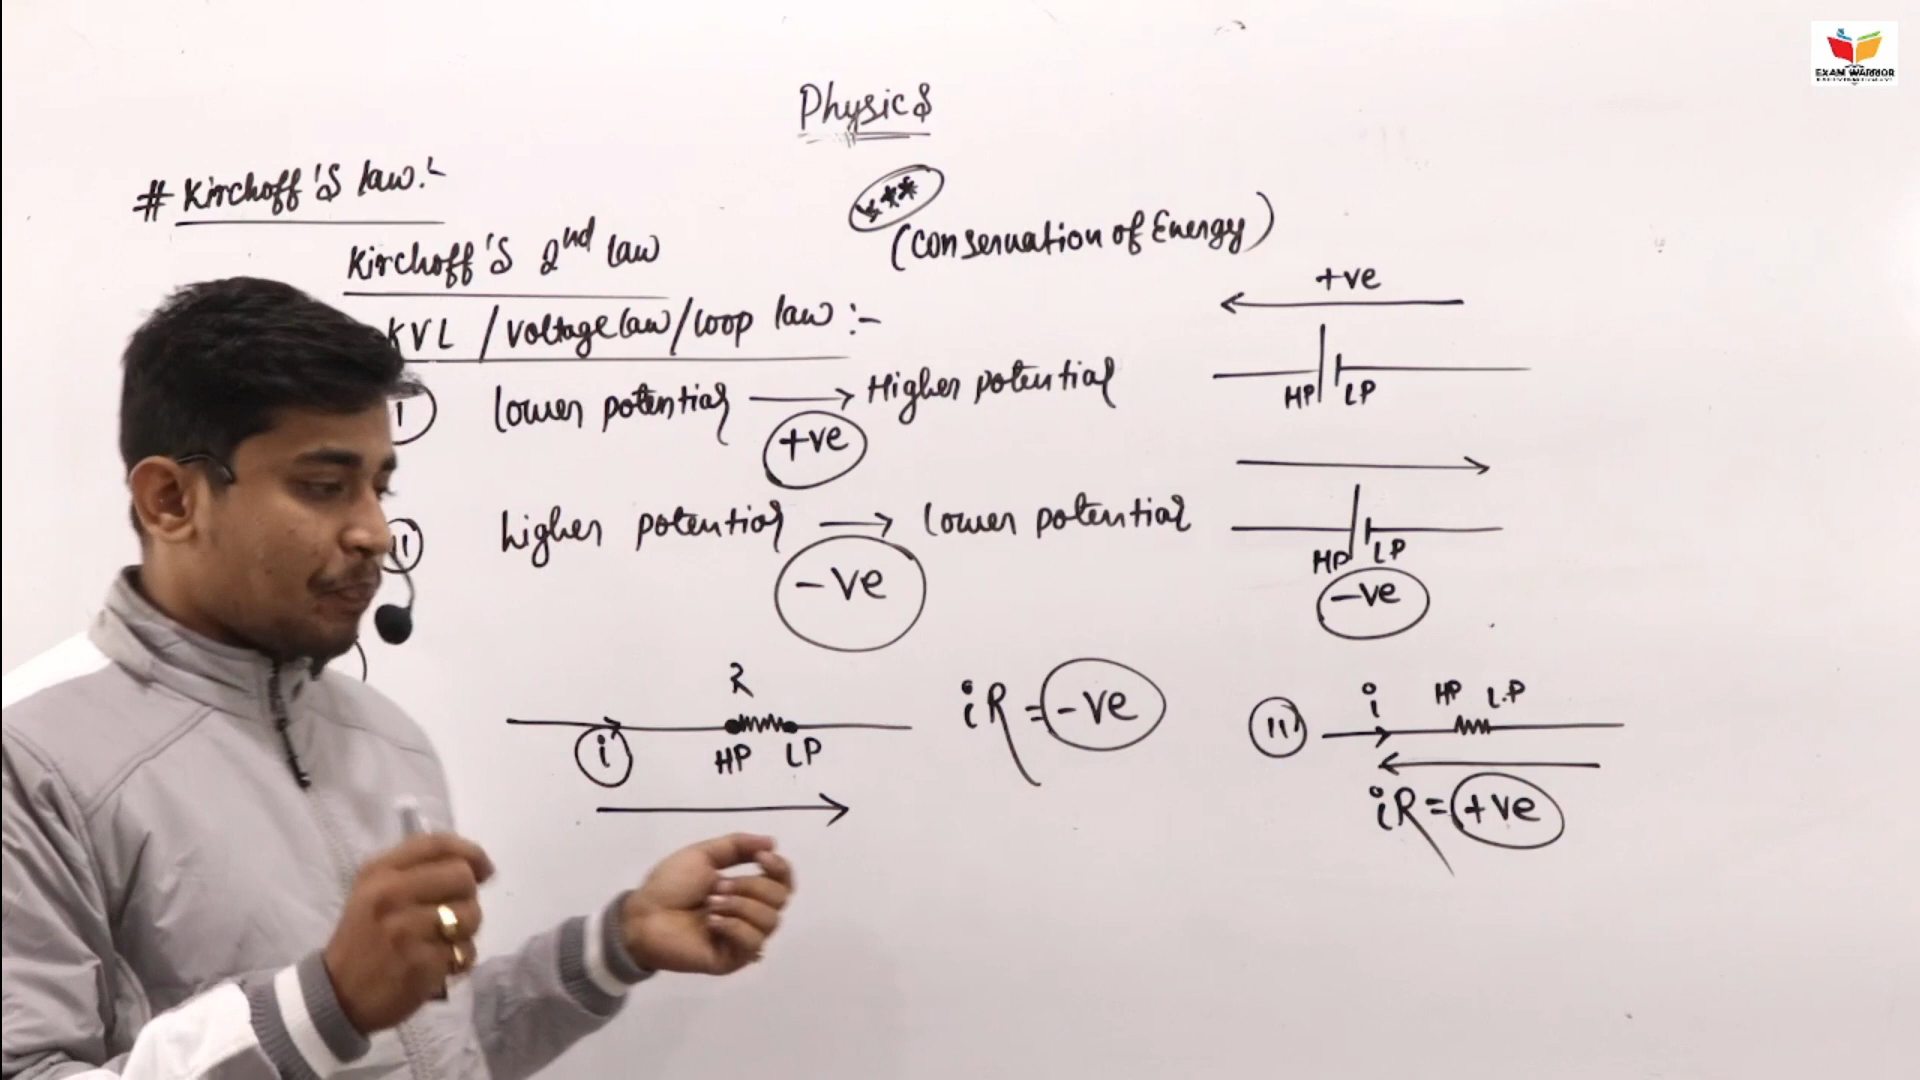 EXAM WARRIOR
Physics
# Kirchoff's law:-
Kirchoff's 2nd law
(conservation of Energy)
KVL / Voltage law / loop law :-
+ve
HP LP
lower potential → Higher potential
+ve
(ii) higher potential → lower potential
-ve
HP LP
-ve
R
i
HP LP
iR = -ve
(ii) i HP L.P
iR = +ve